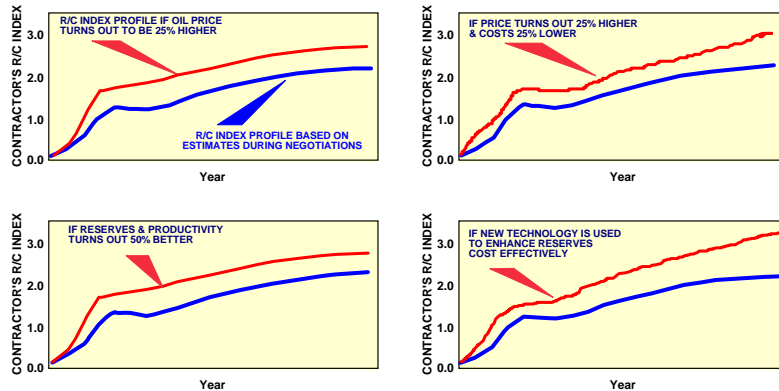 R/C INDEX PROFILE IF OIL PRICE
TURNS OUT TO BE 25% HIGHER
CONTRACTOR'S R/C INDEX
3.0
2.0
1.0
0.0
R/C INDEX PROFILE BASED ON
ESTIMATES DURING NEGOTIATIONS
Year
IF PRICE TURNS OUT 25% HIGHER
& COSTS 25% LOWER
CONTRACTOR'S R/C INDEX
3.0
2.0
1.0
0.0
Year
IF RESERVES & PRODUCTIVITY
TURNS OUT 50% BETTER
CONTRACTOR'S R/C INDEX
3.0
2.0
1.0
0.0
Year
IF NEW TECHNOLOGY IS USED
TO ENHANCE RESERVES
COST EFFECTIVELY
CONTRACTOR'S R/C INDEX
3.0
2.0
1.0
0.0
Year